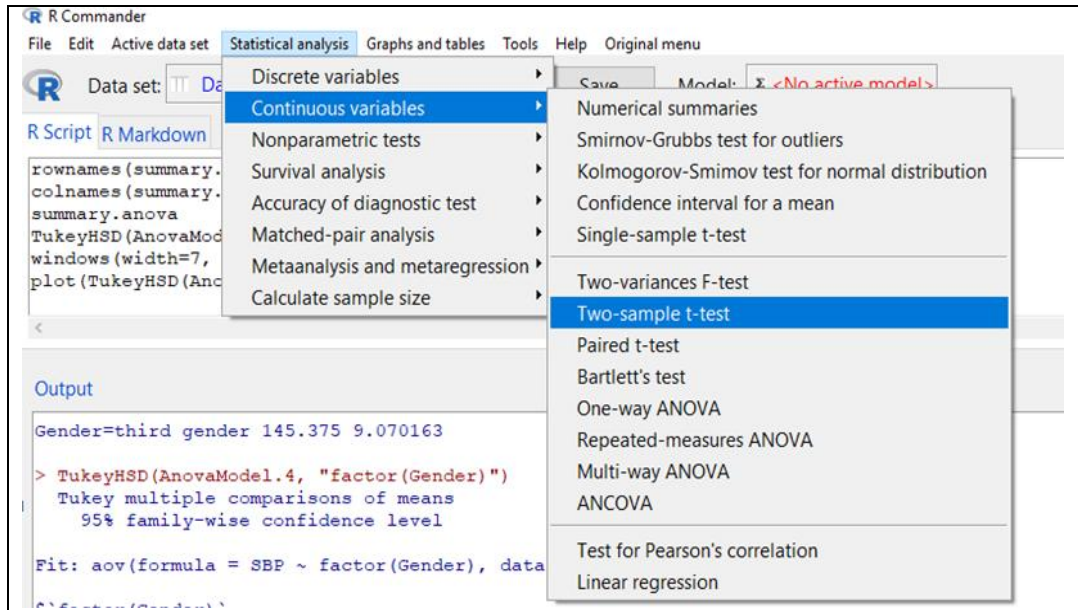 R R Commander
File Edit Active data set Statistical analysis Graphs and tables Tools Help Original menu
R Data set: Da Save Model: Σ <No active model>
R Script R Markdown
rownames(summary.
colnames(summary.
summary.anova
TukeyHSD(AnovaMod
windows(width=7,
plot(TukeyHSD(Ano
Discrete variables
Continuous variables
Nonparametric tests
Survival analysis
Accuracy of diagnostic test
Matched-pair analysis
Metaanalysis and metaregression
Calculate sample size
Numerical summaries
Smirnov-Grubbs test for outliers
Kolmogorov-Smimov test for normal distribution
Confidence interval for a mean
Single-sample t-test
Two-variances F-test
Two-sample t-test
Paired t-test
Bartlett's test
One-way ANOVA
Repeated-measures ANOVA
Multi-way ANOVA
ANCOVA
Test for Pearson's correlation
Linear regression
Output
Gender=third gender 145.375 9.070163
> TukeyHSD(AnovaModel.4, "factor(Gender)")
Tukey multiple comparisons of means
95% family-wise confidence level
Fit: aov(formula = SBP ~ factor(Gender), data
$`factor(Gender)`